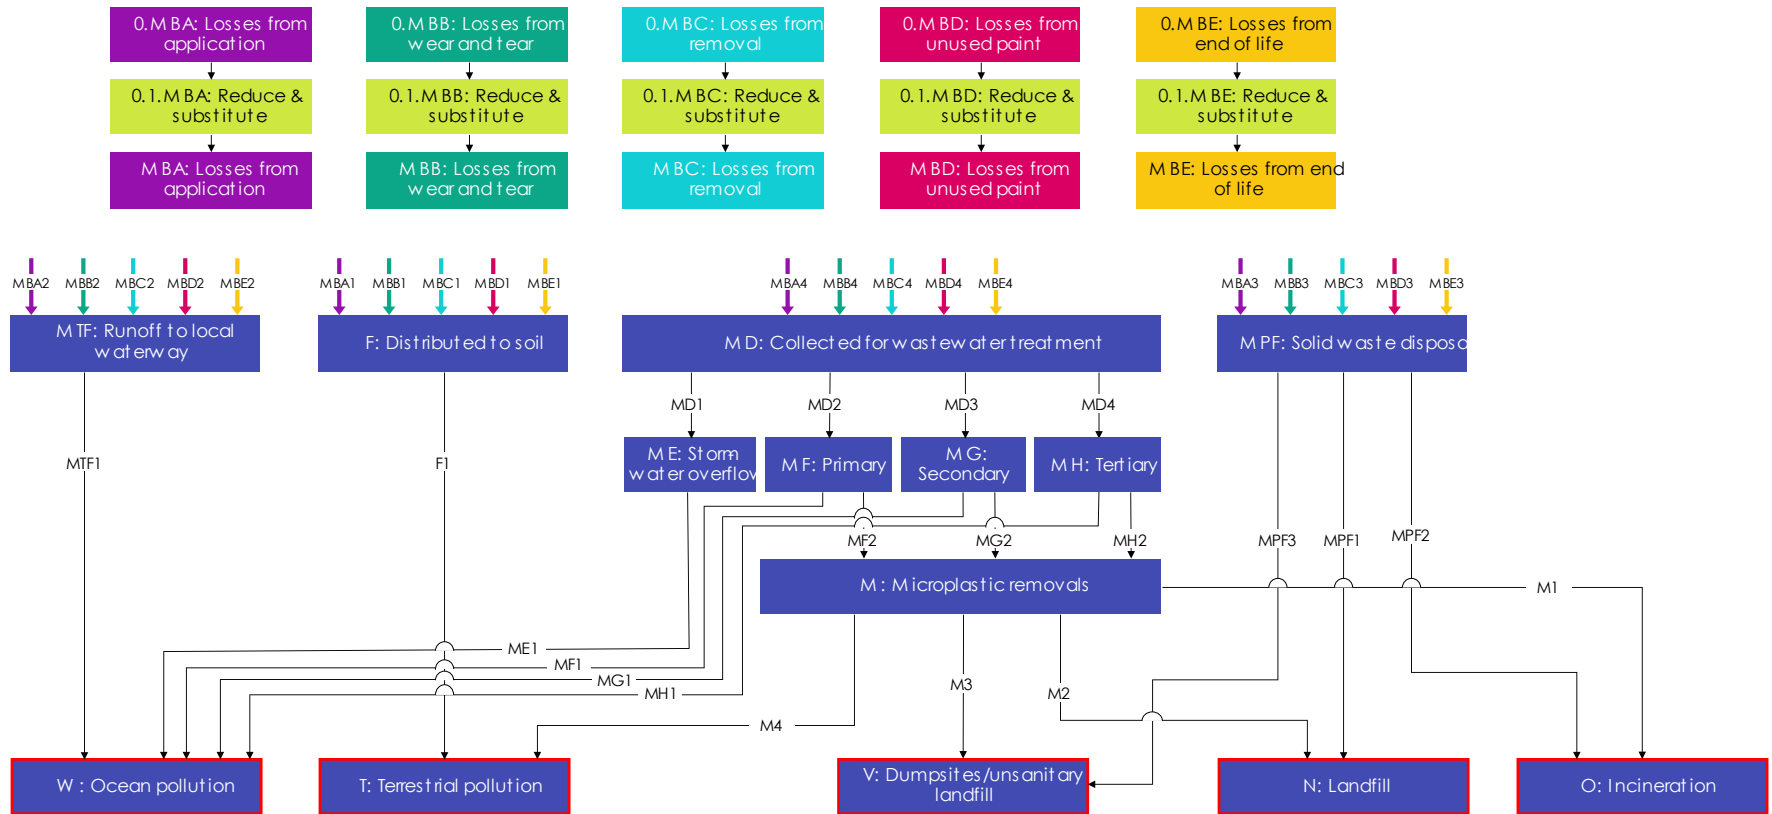 0.MBA: Losses from
application
0.MBB: Losses from
wear and tear
0.MBC: Losses from
removal
0.MBD: Losses from
unused paint
0.MBE: Losses from
end of life
0.1.MBA: Reduce &
substitute
0.1.MBB: Reduce &
substitute
0.1.MBC: Reduce &
substitute
0.1.MBD: Reduce &
substitute
0.1.MBE: Reduce &
substitute
MBA: Losses from
application
MBB: Losses from
wear and tear
MBC: Losses from
removal
MBD: Losses from
unused paint
MBE: Losses from end
of life
MBA2
MBB2
MBC2
MBD2
MBE2
MBA1
MBB1
MBC1
MBD1
MBE1
MBA4
MBB4
MBC4
MBD4
MBE4
MBA3
MBB3
MBC3
MBD3
MBE3
MTF: Runoff to local
waterway
F: Distributed to soil
MD: Collected for wastewater treatment
MPF: Solid waste disposa
MD1
MD2
MD3
MD4
ME: Storm-
water overflow
MF: Primary
MG:
Secondary
MH: Tertiary
MTF1
F1
MF2
MG2
MH2
MPF3
MPF1
MPF2
M: Microplastic removals
M1
ME1
MF1
MG1
MH1
M3
M2
M4
W: Ocean pollution
T: Terrestrial pollution
V: Dumpsites/unsanitary
landfill
N: Landfill
O: Incineration